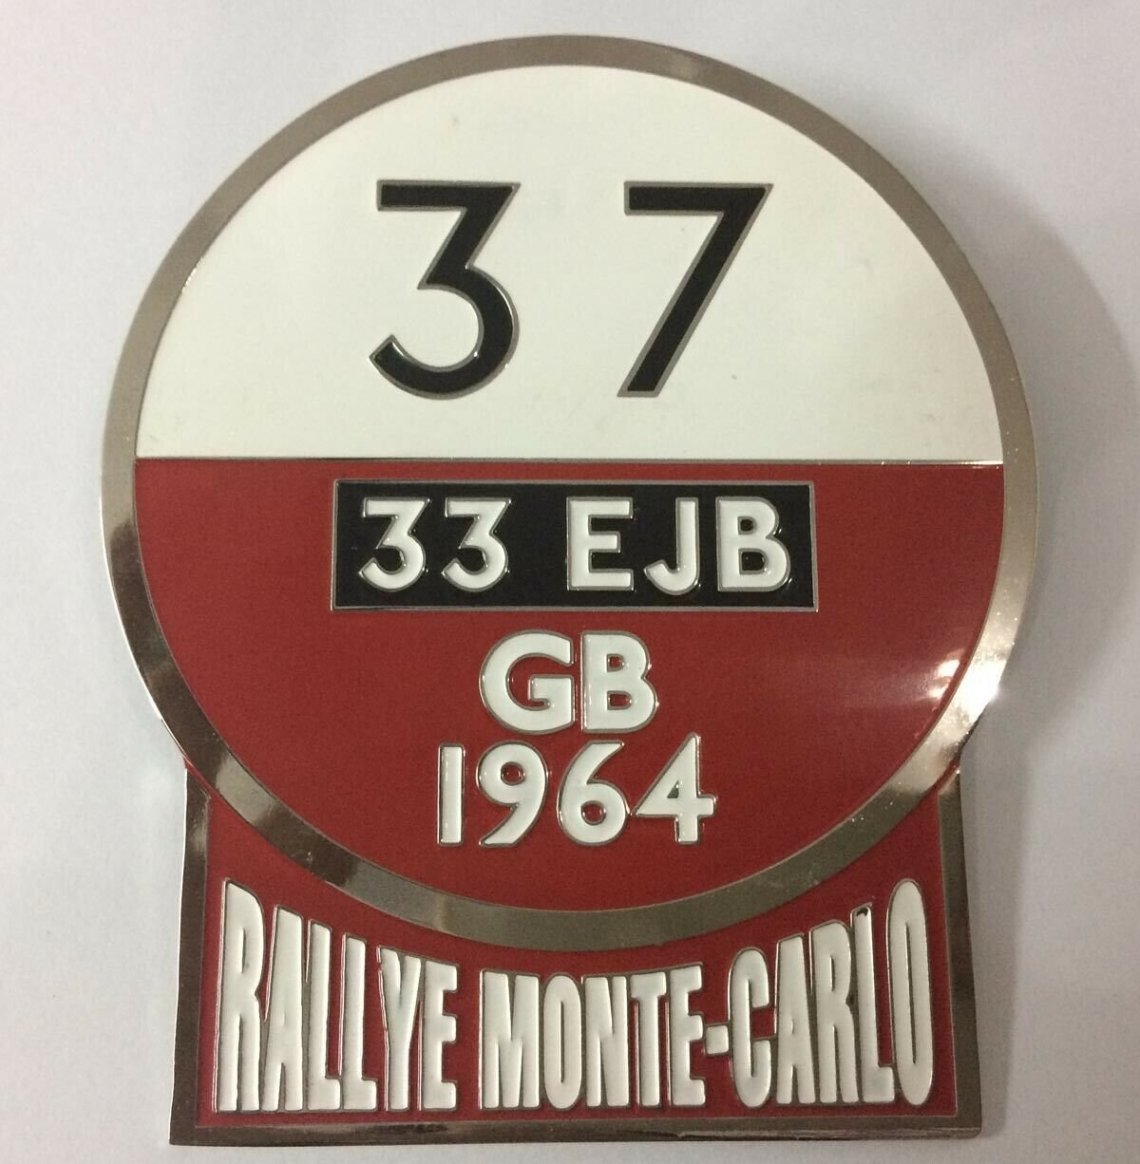 37
33 EJB
GB
1964
RALLYE MONTE-CARLO